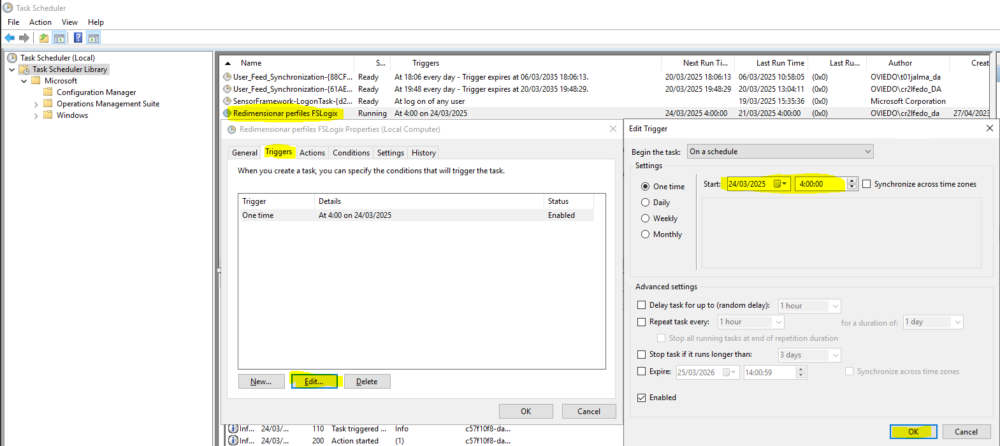 Task Scheduler
File Action View Help
Task Scheduler (Local)
Task Scheduler Library
Microsoft
Configuration Manager
Operations Management Suite
Windows
Name S... Triggers Next Run Ti... Last Run Time Last Ru... Author Creat
User_Feed_Synchronization-{88CF... Ready At 18:06 every day - Trigger expires at 06/03/2035 18:06:13. 20/03/2025 18:06:13 06/03/2025 10:58:05 (0x0) OVIEDO\t01jalma_da
User_Feed_Synchronization-{61AE... Ready At 19:48 every day - Trigger expires at 20/03/2035 19:48:29. 20/03/2025 19:48:29 20/03/2025 13:04:11 (0x0) OVIEDO\cr2lfedo_DA
SensorFramework-LogonTask-{d2... Ready At log on of any user 19/03/2025 15:35:36 (0x0) Microsoft Corporation
Redimensionar perfiles FSLogix Running At 4:00 on 24/03/2025 24/03/2025 4:00:00 21/03/2025 4:00:00 (0x0) OVIEDO\cr2lfedo_da 27/04/2023
Redimensionar perfiles FSLogix Properties (Local Computer)
General Triggers Actions Conditions Settings History
When you create a task, you can specify the conditions that will trigger the task.
Trigger Details Status
One time At 4:00 on 24/03/2025 Enabled
New... Edit... Delete
OK Cancel
Inf... 24/03/... 110 Task triggered ... Info c57f10f8-da...
Inf... 24/03/... 200 Action started (1) c57f10f8-da...
Edit Trigger
Begin the task: On a schedule
Settings
One time
Daily
Weekly
Monthly
Start: 24/03/2025 4:00:00 Synchronize across time zones
Advanced settings
Delay task for up to (random delay): 1 hour
Repeat task every: 1 hour for a duration of: 1 day
Stop all running tasks at end of repetition duration
Stop task if it runs longer than: 3 days
Expire: 25/03/2026 14:00:59 Synchronize across time zones
Enabled
OK Cancel